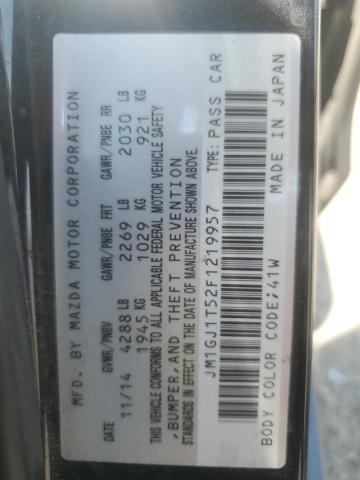 MFD. BY MAZDA MOTOR CORPORATION
GVWR/PNBV GAWR/PNBE FRT GAWR/PNBE RR
11/14 4288 LB 2269 LB 2030 LB
1945 KG 1029 KG 921 KG
THIS VEHICLE CONFORMS TO ALL APPLICABLE FEDERAL MOTOR VEHICLE SAFETY
,BUMPER,AND THEFT PREVENTION
STANDARDS IN EFFECT ON THE DATE OF MANUFACTURE SHOWN ABOVE.
JM1GJ1T52F1219957 TYPE: PASS CAR
BODY COLOR CODE;41W MADE IN JAPAN